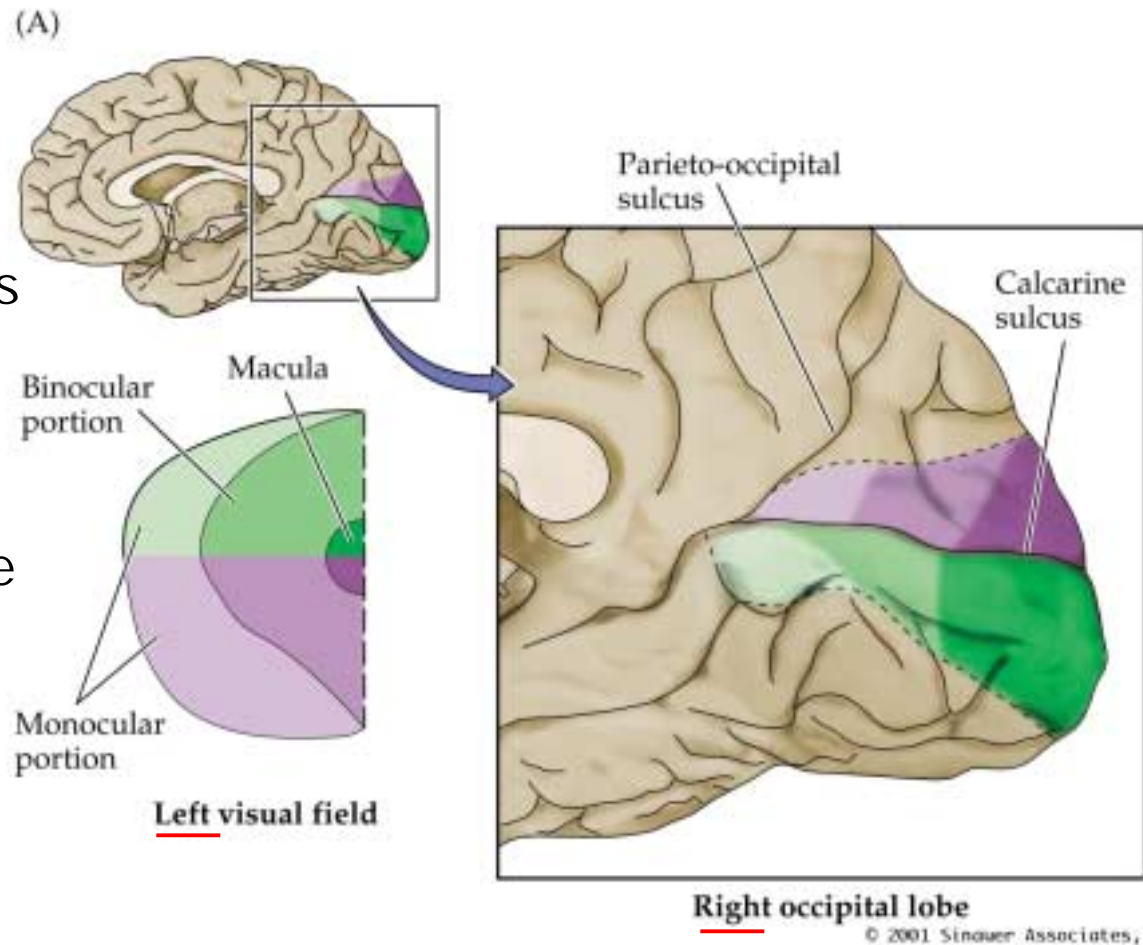 (A)
Parieto-occipital
sulcus
Calcarine
sulcus
s
Macula
Binocular
portion
e
Monocular
portion
Left visual field
Right occipital lobe
© 2001 Sinauer Associates,